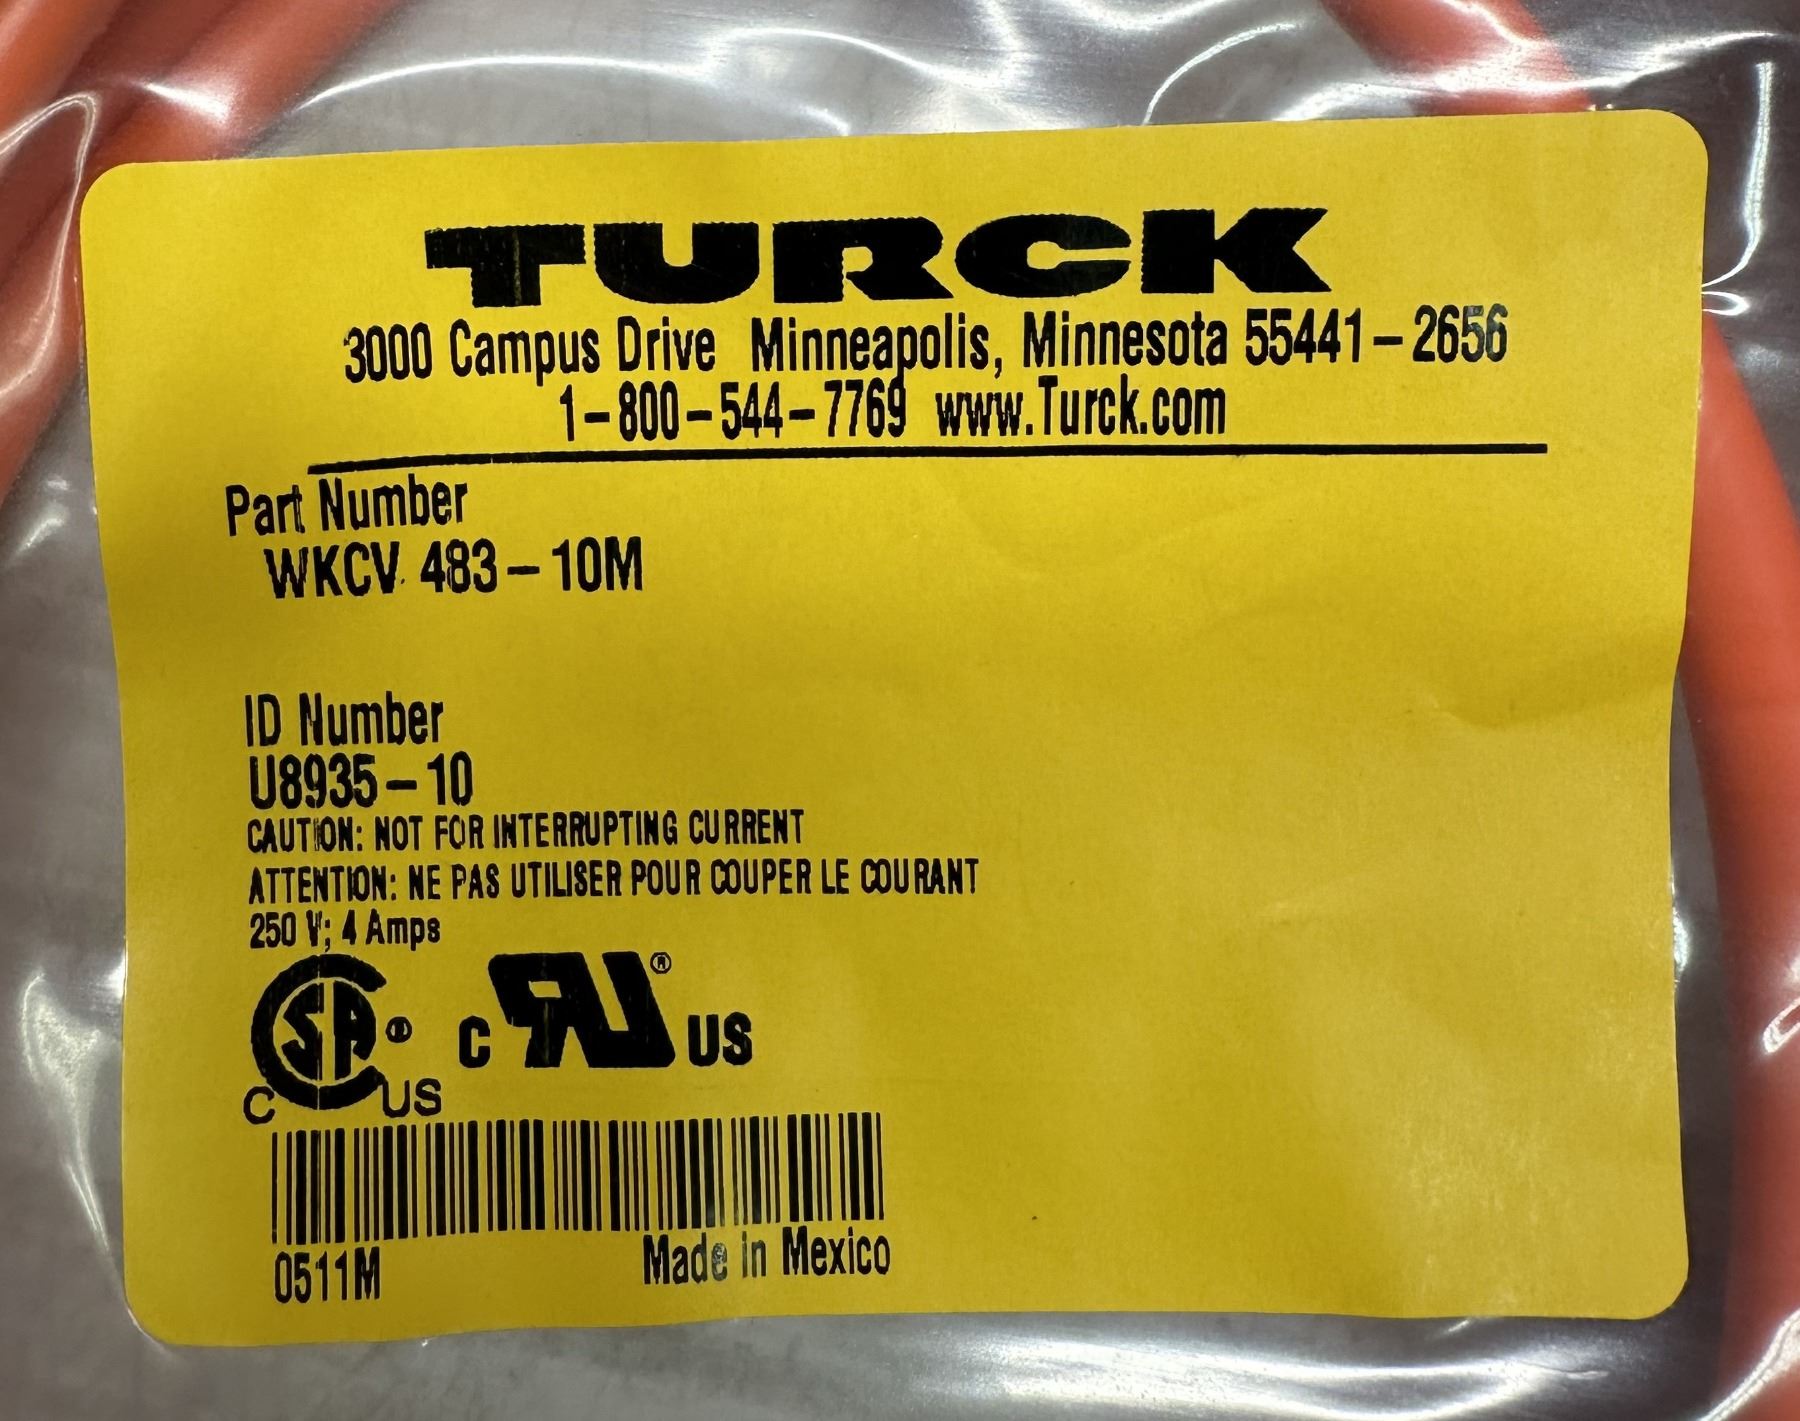 TURCK
3000 Campus Drive Minneapolis, Minnesota 55441-2656
1-800-544-7769 www.Turck.com
Part Number
WKCV 483-10M
ID Number
U8935-10
CAUTION: NOT FOR INTERRUPTING CURRENT
ATTENTION: NE PAS UTILISER POUR COUPER LE COURANT
250 V; 4 Amps
C SA ® C US
c RU ® US
0511M Made in Mexico